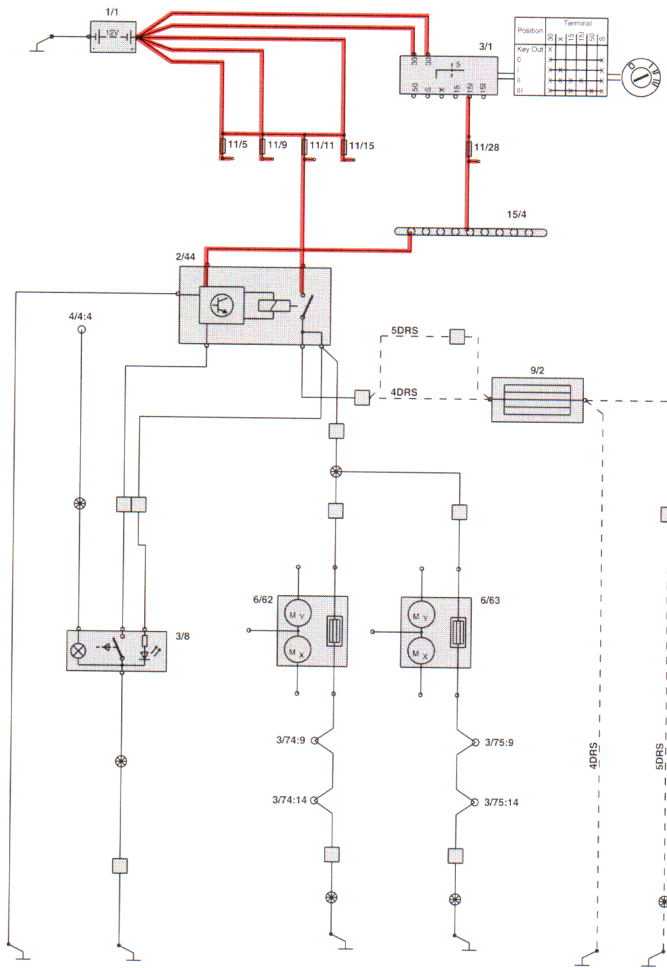 1/1
12V
3/1
Position
Terminal
30
X
15
15I
50
S
Key Out
X
0
I
II
III
30
30
S
50
S
X
15
15I
15I
11/5
11/9
11/11
11/15
11/28
15/4
2/44
4/4:4
5DRS
4DRS
9/2
6/62
6/63
M Y
M X
M Y
M X
3/8
3/74:9
3/75:9
3/74:14
3/75:14
4DRS
5DRS